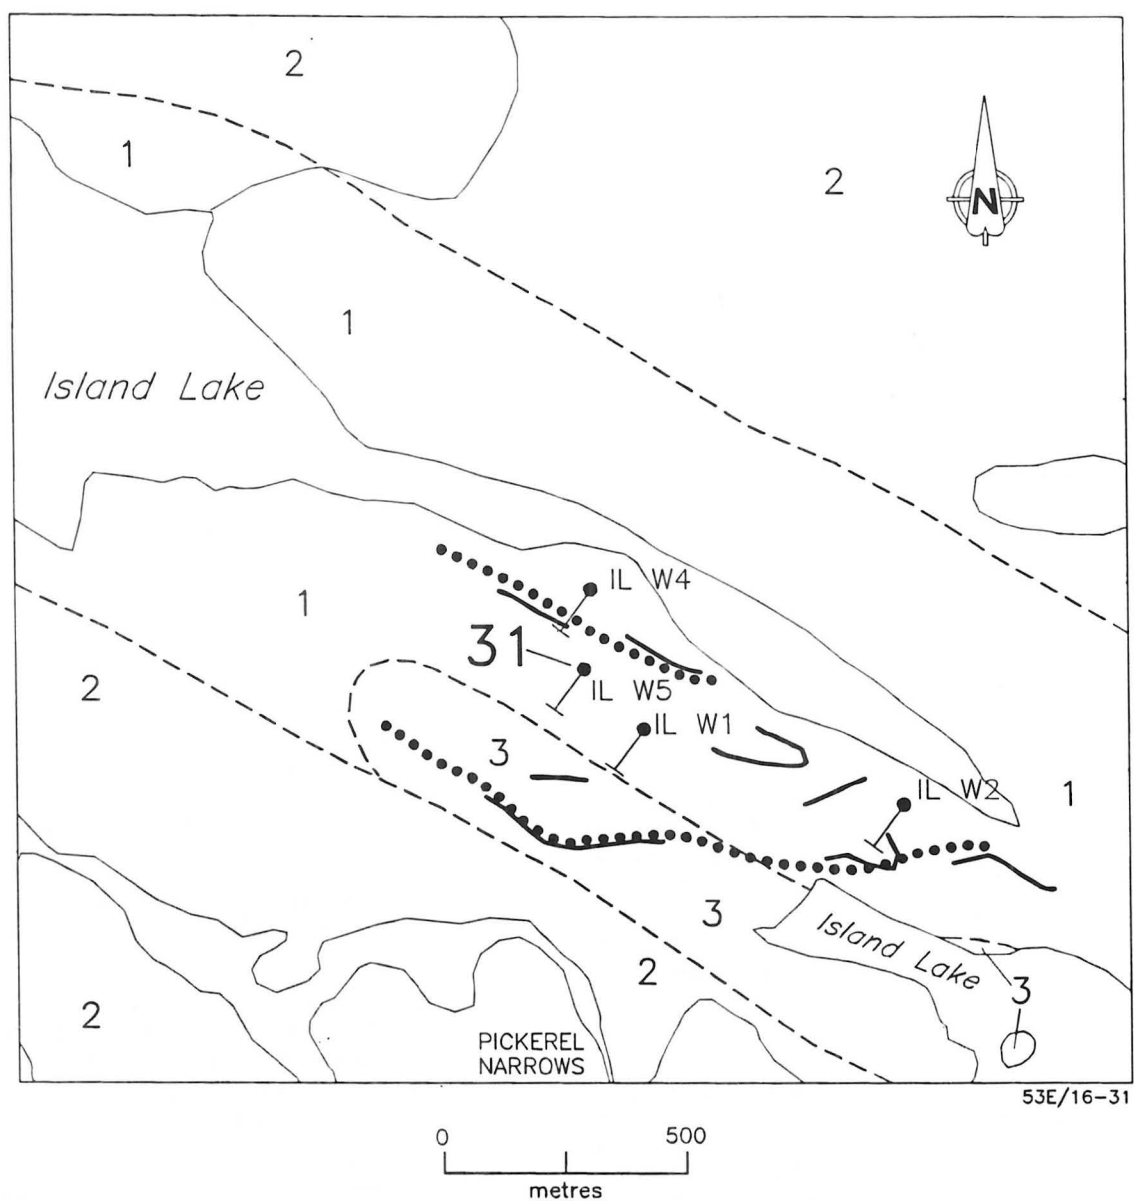 2
1
2
N
1
Island Lake
IL W4
1
31
IL W5
2
IL W1
3
IL W2
1
3
Island Lake
2
3
2
PICKEREL
NARROWS
53E/16-31
0 500
metres